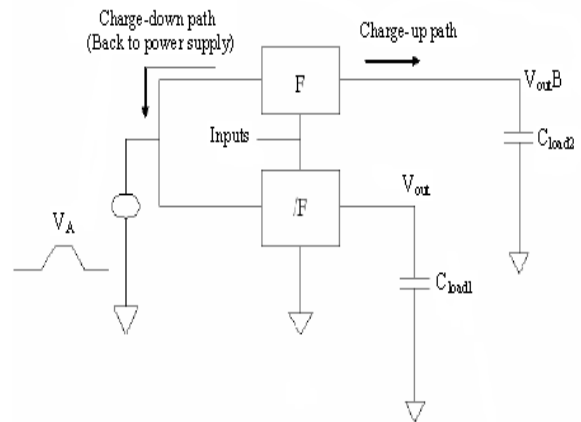 Charge-down path
(Back to power supply)
Charge-up path
F
VoutB
Inputs
Cload2
Vout
/F
VA
Cload1